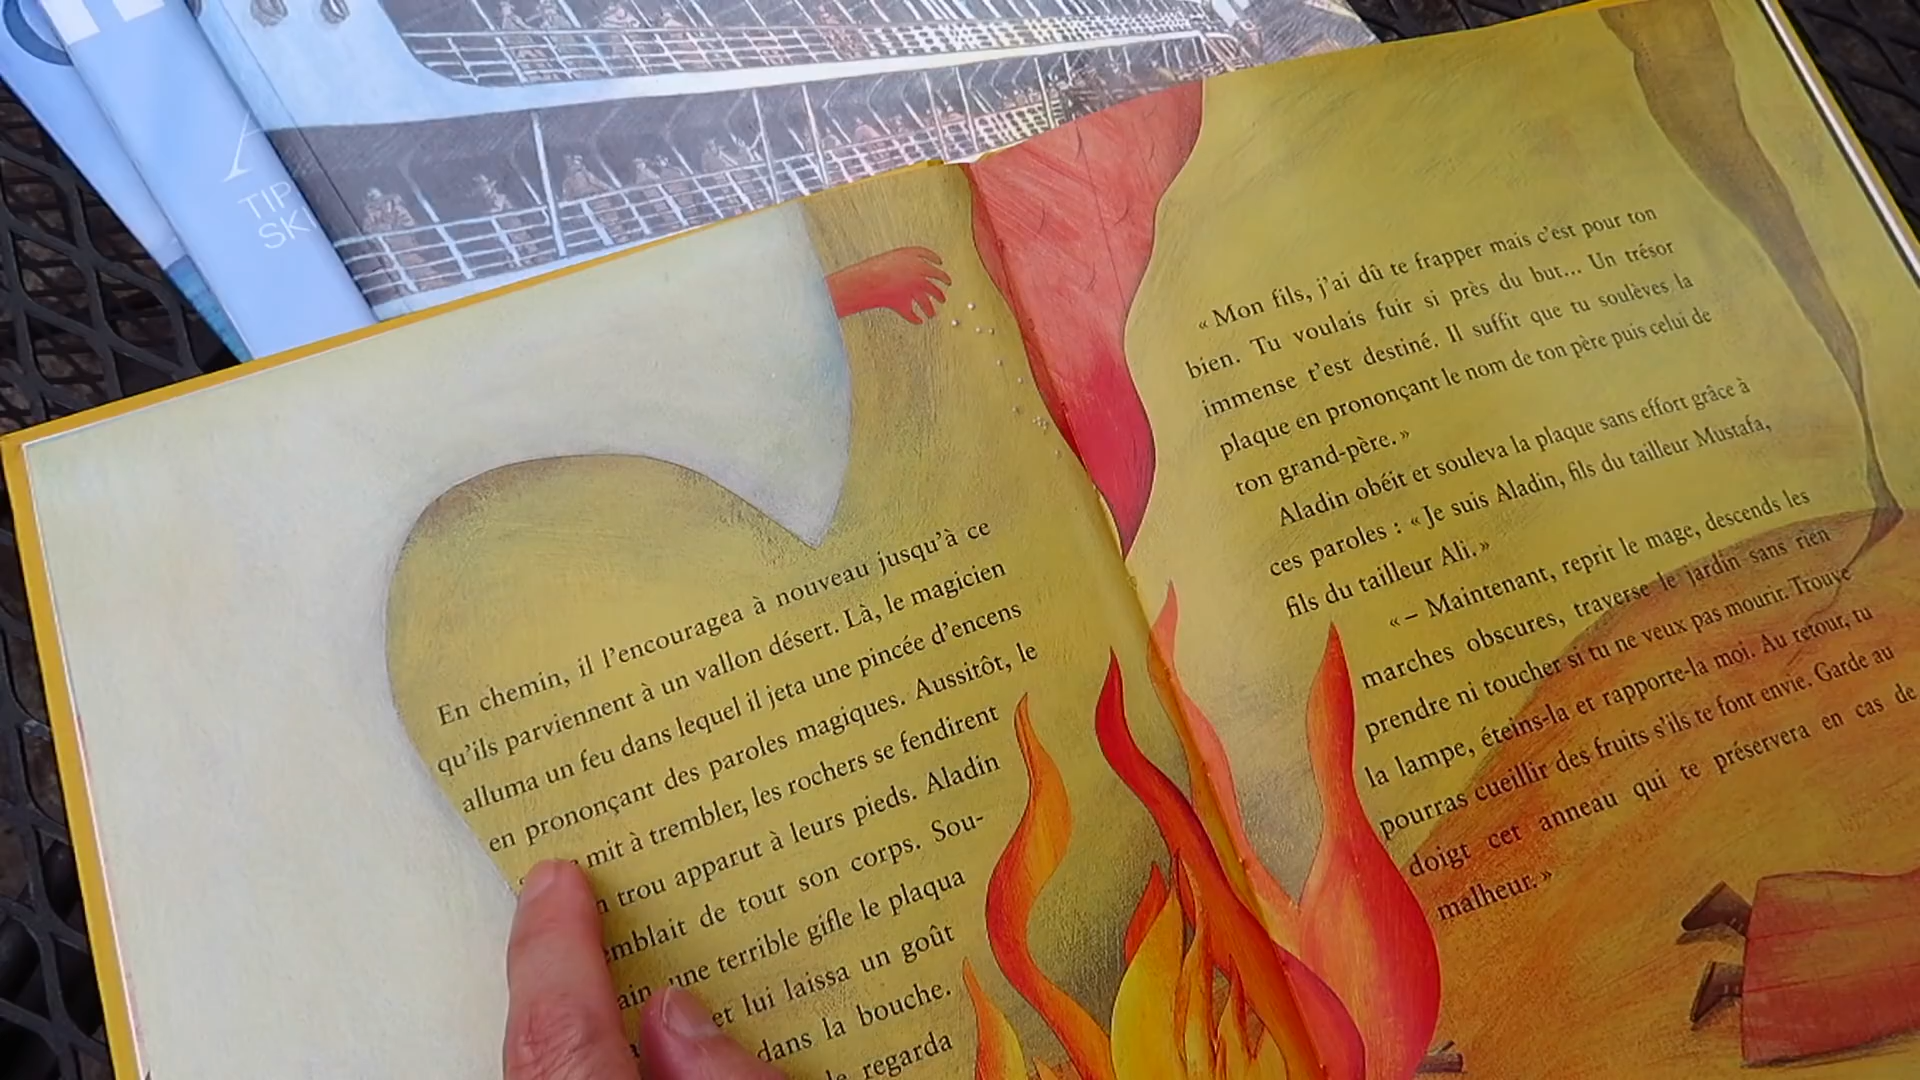 A
TIP
SKI
En chemin, il l'encouragea à nouveau jusqu'à ce
qu'ils parviennent à un vallon désert. Là, le magicien
alluma un feu dans lequel il jeta une pincée d'encens
en prononçant des paroles magiques. Aussitôt, le
mit à trembler, les rochers se fendirent
trou apparut à leurs pieds. Aladin
de tout son corps. Sou-
une terrible gifle le plaqua
et lui laissa un goût
dans la bouche.
regarda
« Mon fils, j'ai dû te frapper mais c'est pour ton
bien. Tu voulais fuir si près du but... Un trésor
immense t'est destiné. Il suffit que tu soulèves la
plaque en prononçant le nom de ton père puis celui de
ton grand-père. »
Aladin obéit et souleva la plaque sans effort grâce à
ces paroles : « Je suis Aladin, fils du tailleur Mustafa,
fils du tailleur Ali. »
« – Maintenant, reprit le mage, descends les
marches obscures, traverse le jardin sans rien
prendre ni toucher si tu ne veux pas mourir. Trouve
la lampe, éteins-la et rapporte-la moi. Au retour, tu
pourras cueillir des fruits s'ils te font envie. Garde au
doigt cet anneau qui te préservera en cas de
malheur. »